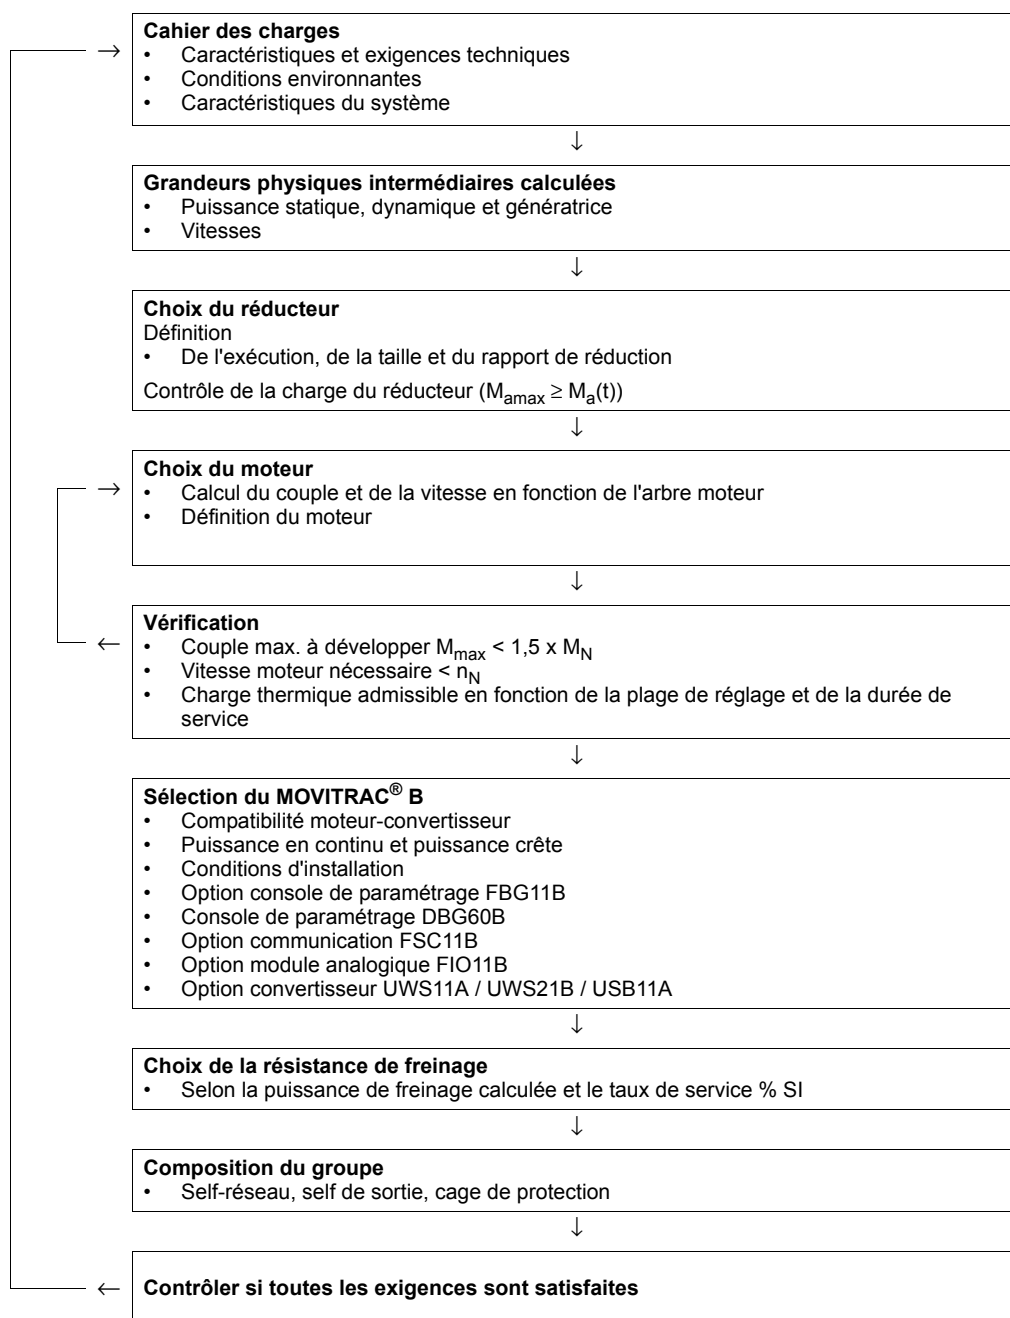 Cahier des charges
• Caractéristiques et exigences techniques
• Conditions environnantes
• Caractéristiques du système
Grandeurs physiques intermédiaires calculées
• Puissance statique, dynamique et génératrice
• Vitesses
Choix du réducteur
Définition
• De l'exécution, de la taille et du rapport de réduction
Contrôle de la charge du réducteur (Mamax ≥ Ma(t))
Choix du moteur
• Calcul du couple et de la vitesse en fonction de l'arbre moteur
• Définition du moteur
Vérification
• Couple max. à développer Mmax < 1,5 x MN
• Vitesse moteur nécessaire < nN
• Charge thermique admissible en fonction de la plage de réglage et de la durée de
service
Sélection du MOVITRAC® B
• Compatibilité moteur-convertisseur
• Puissance en continu et puissance crête
• Conditions d'installation
• Option console de paramétrage FBG11B
• Console de paramétrage DBG60B
• Option communication FSC11B
• Option module analogique FIO11B
• Option convertisseur UWS11A / UWS21B / USB11A
Choix de la résistance de freinage
• Selon la puissance de freinage calculée et le taux de service % SI
Composition du groupe
• Self-réseau, self de sortie, cage de protection
Contrôler si toutes les exigences sont satisfaites